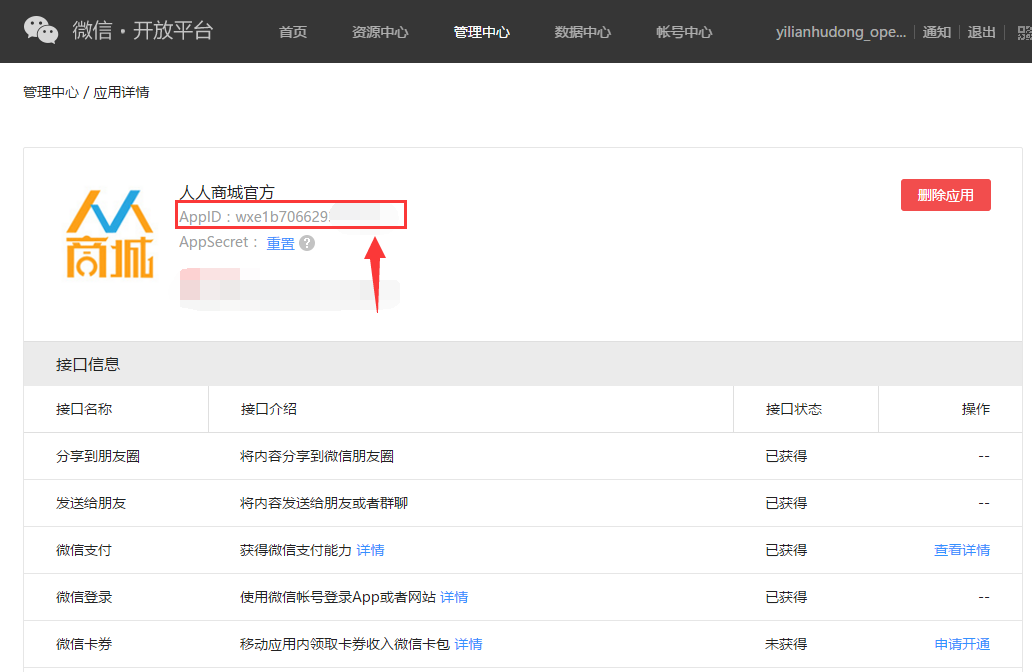 微信·开放平台 首页 资源中心 管理中心 数据中心 帐号中心 yilianhudong_ope... 通知 退出
管理中心 / 应用详情
商城
人人商城官方
删除应用
AppID：wxe1b706629
AppSecret： 重置 ?
接口信息
接口名称 接口介绍 接口状态 操作
分享到朋友圈 将内容分享到微信朋友圈 已获得 --
发送给朋友 将内容发送给朋友或者群聊 已获得 --
微信支付 获得微信支付能力 详情 已获得 查看详情
微信登录 使用微信帐号登录App或者网站 详情 已获得 --
微信卡券 移动应用内领取卡券收入微信卡包 详情 未获得 申请开通